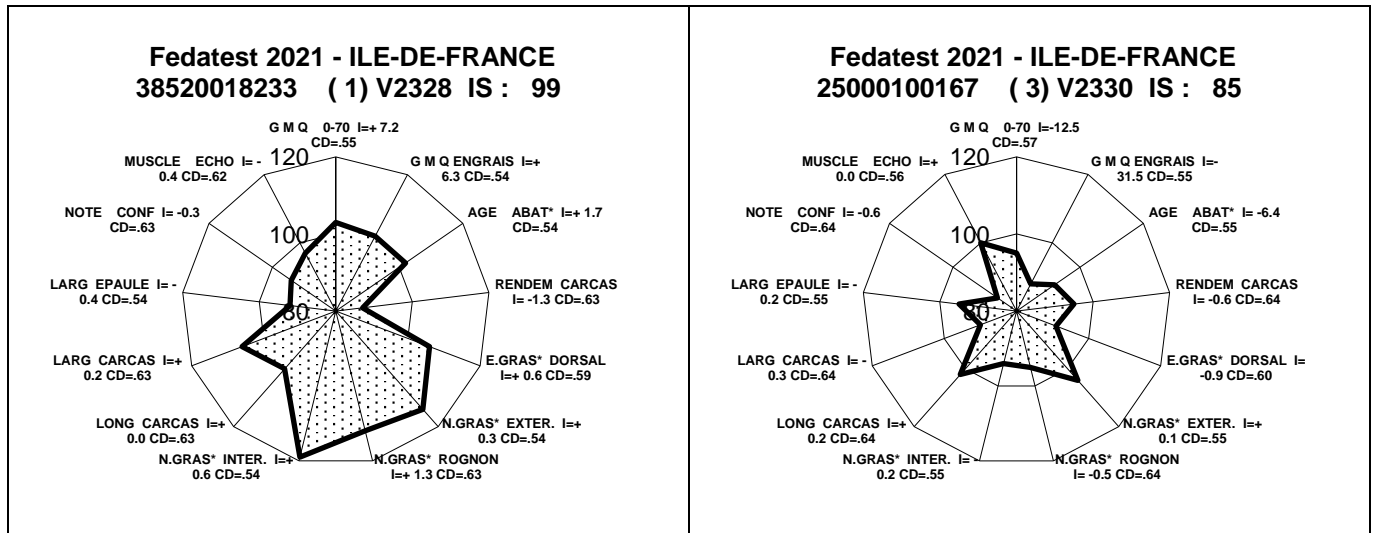 Fedatest 2021 - ILE-DE-FRANCE
38520018233 ( 1) V2328 IS : 99
G M Q 0-70 I=+ 7.2
CD=.55
120
100
80
G M Q ENGRAIS I=+
6.3 CD=.54
AGE ABAT* I=+ 1.7
CD=.54
RENDEM CARCAS
I= -1.3 CD=.63
E.GRAS* DORSAL
I=+ 0.6 CD=.59
N.GRAS* EXTER. I=+
0.3 CD=.54
N.GRAS* ROGNON
I=+ 1.3 CD=.63
N.GRAS* INTER. I=+
0.6 CD=.54
LONG CARCAS I=+
0.0 CD=.63
LARG CARCAS I=+
0.2 CD=.63
LARG EPAULE I= -
0.4 CD=.54
NOTE CONF I= -0.3
CD=.63
MUSCLE ECHO I= -
0.4 CD=.62
Fedatest 2021 - ILE-DE-FRANCE
25000100167 ( 3) V2330 IS : 85
G M Q 0-70 I=-12.5
CD=.57
120
100
80
G M Q ENGRAIS I=-
31.5 CD=.55
AGE ABAT* I= -6.4
CD=.55
RENDEM CARCAS
I= -0.6 CD=.64
E.GRAS* DORSAL I=
-0.9 CD=.60
N.GRAS* EXTER. I=+
0.1 CD=.55
N.GRAS* ROGNON
I= -0.5 CD=.64
N.GRAS* INTER. I= -
0.2 CD=.55
LONG CARCAS I=+
0.2 CD=.64
LARG CARCAS I= -
0.3 CD=.64
LARG EPAULE I= -
0.2 CD=.55
NOTE CONF I= -0.6
CD=.64
MUSCLE ECHO I=+
0.0 CD=.56